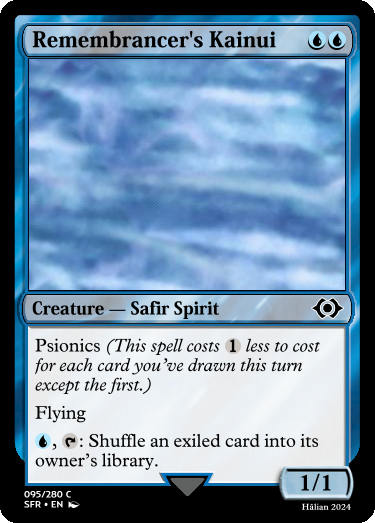 Remembrancer's Kainui
Creature — Safir Spirit
Psionics (This spell costs 1 less to cost
for each card you've drawn this turn
except the first.)
Flying
, : Shuffle an exiled card into its
owner's library.
1/1
095/280 C
SFR • EN
Hālian 2024